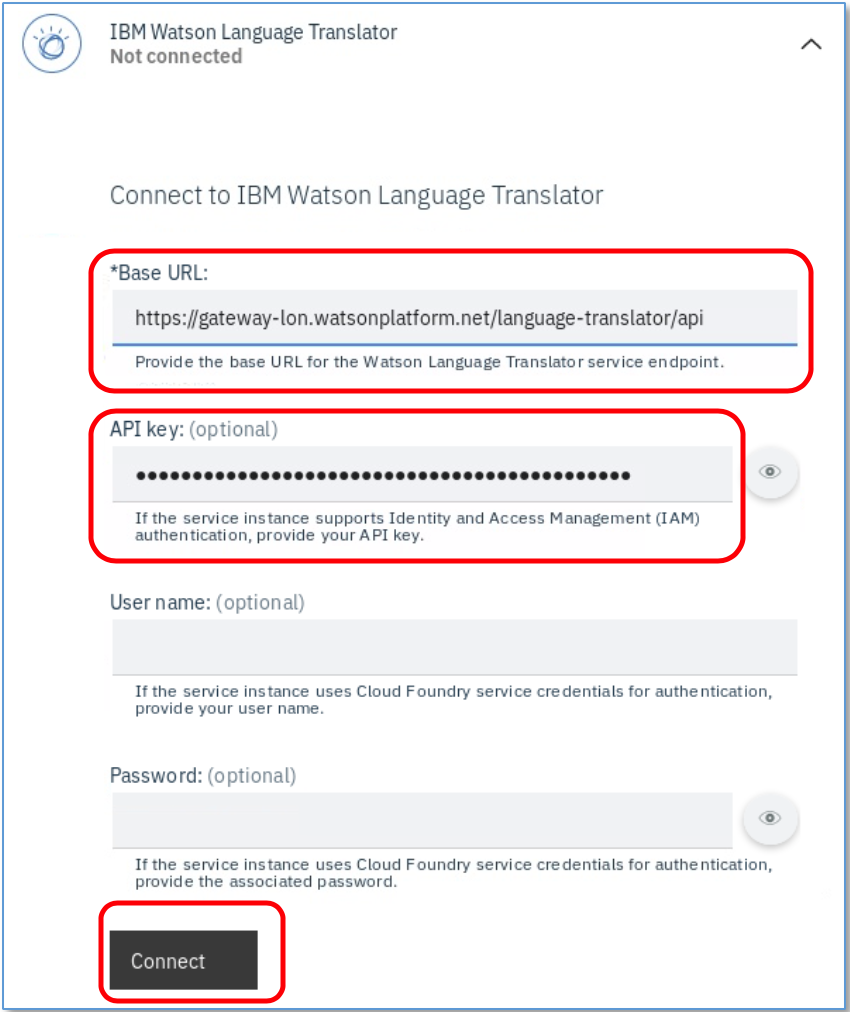 IBM Watson Language Translator
Not connected
Connect to IBM Watson Language Translator
*Base URL:
https://gateway-lon.watsonplatform.net/language-translator/api
Provide the base URL for the Watson Language Translator service endpoint.
API key: (optional)
••••••••••••••••••••••••••••••••••••••••••••
If the service instance supports Identity and Access Management (IAM)
authentication, provide your API key.
User name: (optional)
If the service instance uses Cloud Foundry service credentials for authentication,
provide your user name.
Password: (optional)
If the service instance uses Cloud Foundry service credentials for authentication,
provide the associated password.
Connect